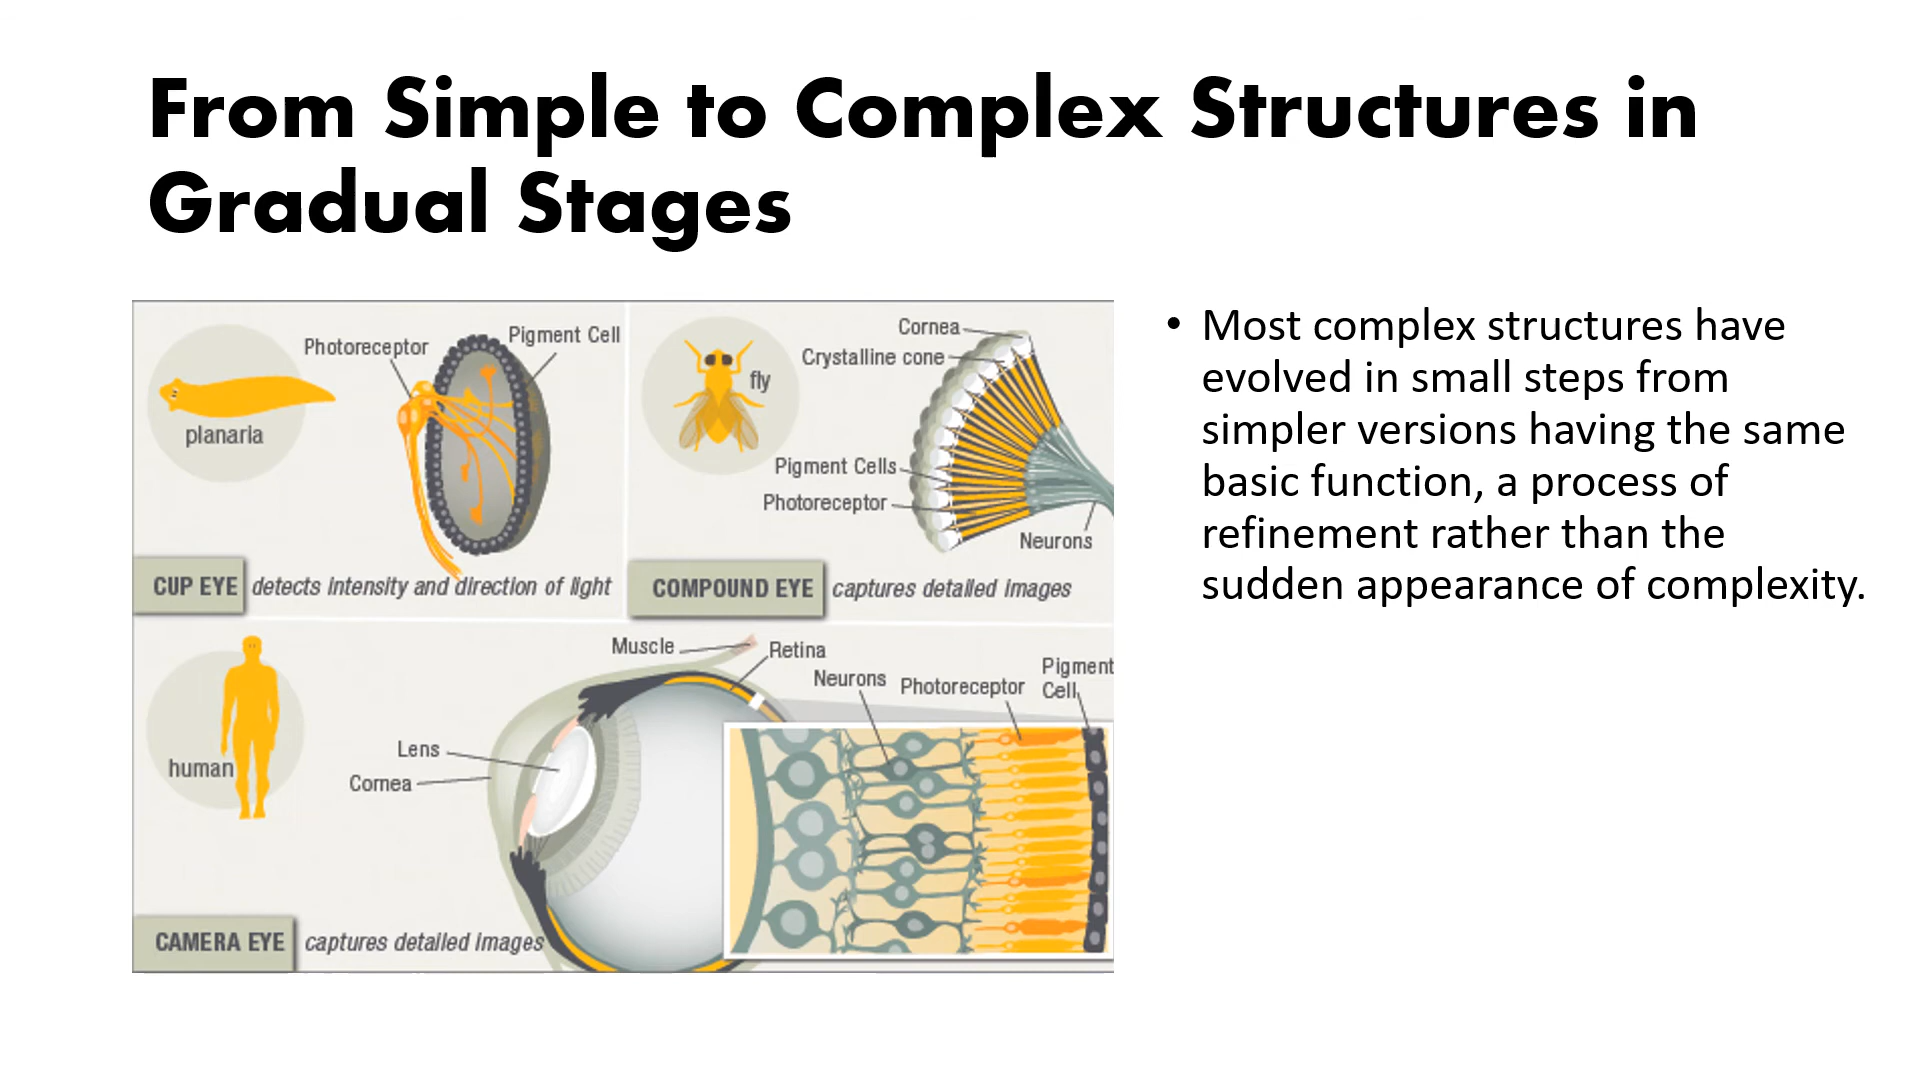 From Simple to Complex Structures in
Gradual Stages
Photoreceptor
Pigment Cell
planaria
CUP EYE detects intensity and direction of light
Cornea
Crystalline cone
fly
Pigment Cells
Photoreceptor
Neurons
COMPOUND EYE captures detailed images
Muscle
Retina
Neurons
Photoreceptor
Pigment
Cell
human
Lens
Cornea
CAMERA EYE captures detailed images
• Most complex structures have
evolved in small steps from
simpler versions having the same
basic function, a process of
refinement rather than the
sudden appearance of complexity.